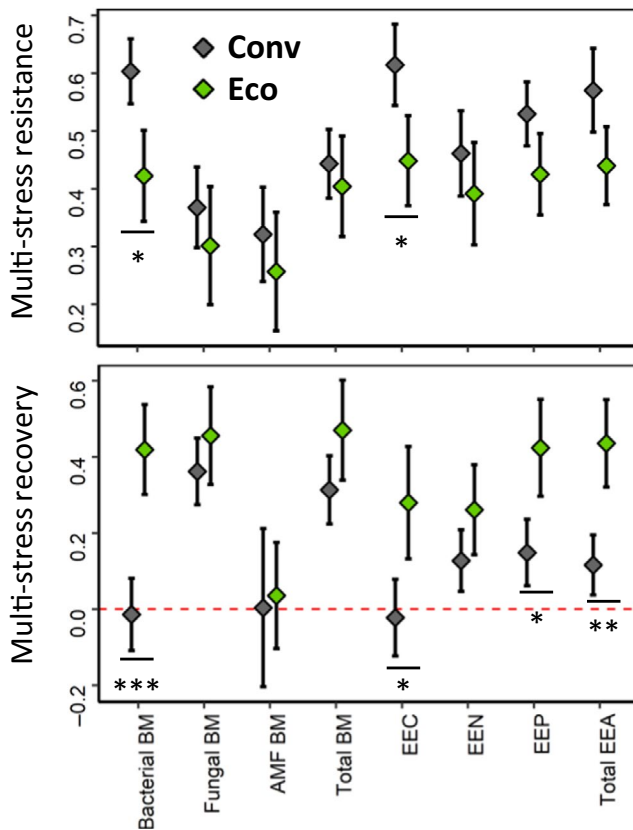 Multi-stress resistance
0.7
0.6
0.5
0.4
0.3
0.2
Conv
Eco
*
*
Multi-stress recovery
0.6
0.4
0.2
0.0
−0.2
***
*
*
**
Bacterial BM
Fungal BM
AMF BM
Total BM
EEC
EEN
EEP
Total EEA